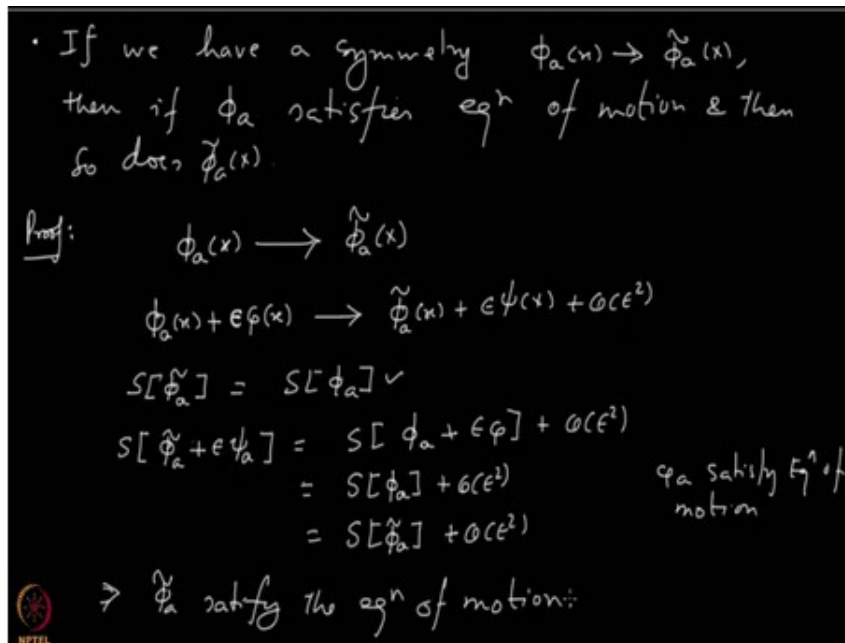 • If we have a symmetry ϕₐ(x) → ϕ̃ₐ(x),
then if ϕₐ satisfies eqⁿ of motion & then
so does ϕ̃ₐ(x).
Proof: ϕₐ(x) ⟶ ϕ̃ₐ(x)
ϕₐ(x) + ϵφ(x) ⟶ ϕ̃ₐ(x) + ϵψ(x) + O(ϵ²)
S[ϕ̃ₐ] = S[ϕₐ] ✓
S[ϕ̃ₐ + ϵψₐ] = S[ϕₐ + ϵφ] + O(ϵ²)
= S[ϕₐ] + O(ϵ²) φₐ satisfy Eqⁿ of
motion
= S[ϕ̃ₐ] + O(ϵ²)
⇒ ϕ̃ₐ satisfy the eqⁿ of motion÷
NPTEL